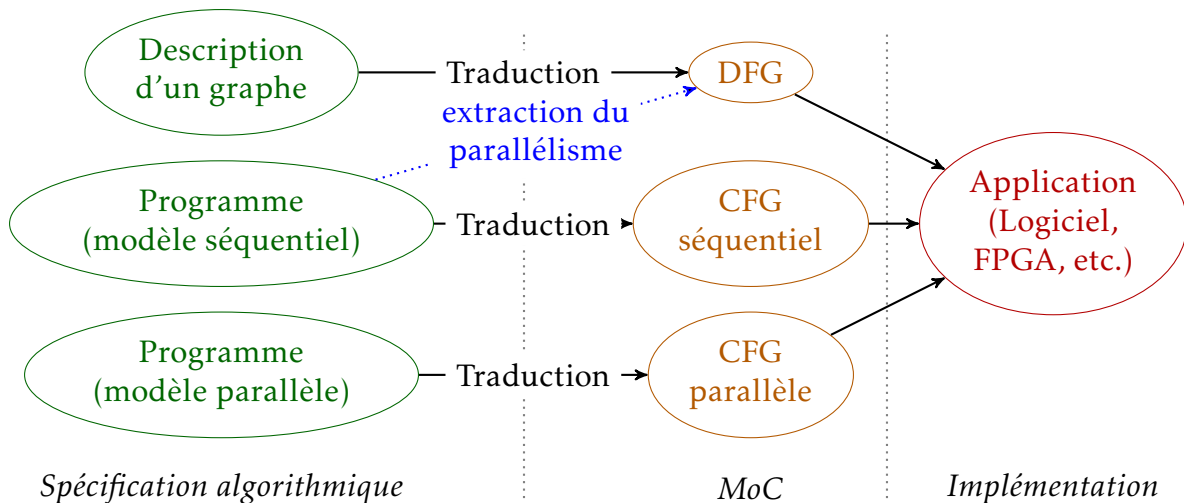 Description
d'un graphe
Traduction
DFG
extraction du
parallélisme
Programme
(modèle séquentiel)
Traduction
CFG
séquentiel
Application
(Logiciel,
FPGA, etc.)
Programme
(modèle parallèle)
Traduction
CFG
parallèle
Spécification algorithmique
MoC
Implémentation